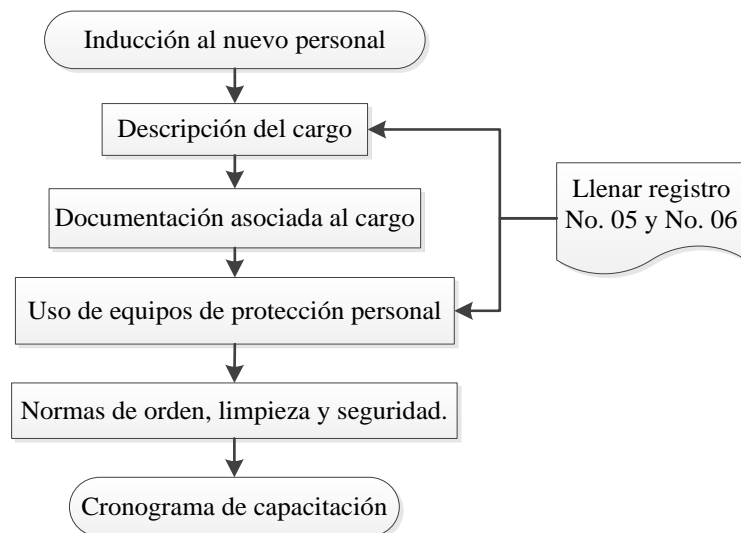 Inducción al nuevo personal
Descripción del cargo
Documentación asociada al cargo
Llenar registro
No. 05 y No. 06
Uso de equipos de protección personal
Normas de orden, limpieza y seguridad.
Cronograma de capacitación